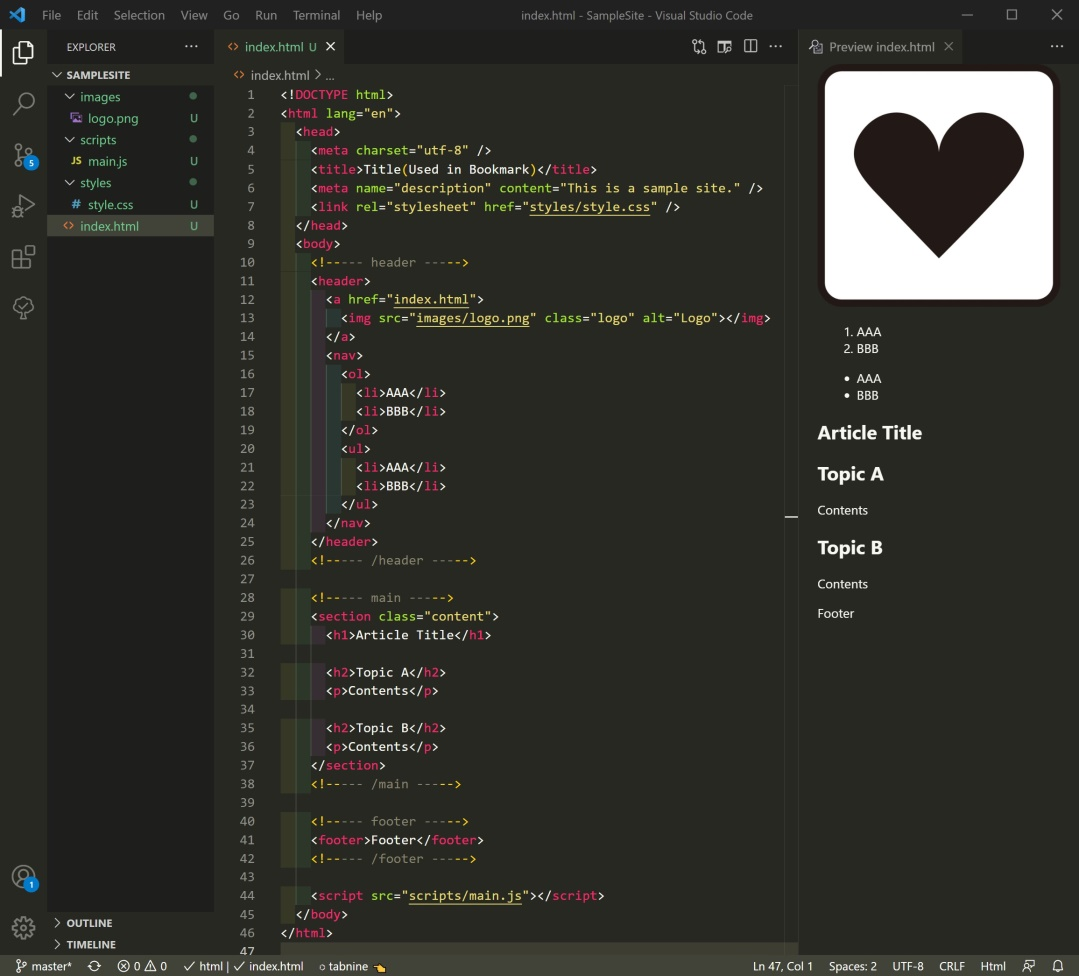 File Edit Selection View Go Run Terminal Help
index.html - SampleSite - Visual Studio Code
EXPLORER ···
SAMPLESITE
images
logo.png U
scripts
JS main.js U
styles
# style.css U
<> index.html U
5
1
OUTLINE
TIMELINE
<> index.html U
<> index.html > ...
1 <!DOCTYPE html>
2 <html lang="en">
3 <head>
4 <meta charset="utf-8" />
5 <title>Title(Used in Bookmark)</title>
6 <meta name="description" content="This is a sample site." />
7 <link rel="stylesheet" href="styles/style.css" />
8 </head>
9 <body>
10 <!----- header ----->
11 <header>
12 <a href="index.html">
13 <img src="images/logo.png" class="logo" alt="Logo"></img>
14 </a>
15 <nav>
16 <ol>
17 <li>AAA</li>
18 <li>BBB</li>
19 </ol>
20 <ul>
21 <li>AAA</li>
22 <li>BBB</li>
23 </ul>
24 </nav>
25 </header>
26 <!----- /header ----->
27
28 <!----- main ----->
29 <section class="content">
30 <h1>Article Title</h1>
31
32 <h2>Topic A</h2>
33 <p>Contents</p>
34
35 <h2>Topic B</h2>
36 <p>Contents</p>
37 </section>
38 <!----- /main ----->
39
40 <!----- footer ----->
41 <footer>Footer</footer>
42 <!----- /footer ----->
43
44 <script src="scripts/main.js"></script>
45 </body>
46 </html>
47
Preview index.html
1. AAA
2. BBB
• AAA
• BBB
Article Title
Topic A
Contents
Topic B
Contents
Footer
master* 0 0 html | index.html tabnine Ln 47, Col 1 Spaces: 2 UTF-8 CRLF Html